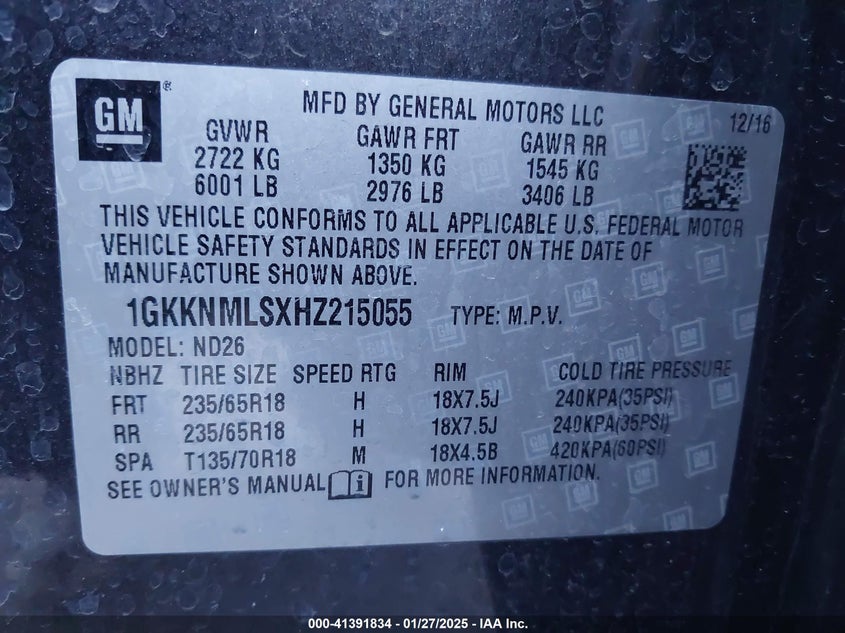 GM®
MFD BY GENERAL MOTORS LLC
12/16
GVWR GAWR FRT GAWR RR
2722 KG 1350 KG 1545 KG
6001 LB 2976 LB 3406 LB
THIS VEHICLE CONFORMS TO ALL APPLICABLE U.S. FEDERAL MOTOR
VEHICLE SAFETY STANDARDS IN EFFECT ON THE DATE OF
MANUFACTURE SHOWN ABOVE.
1GKKNMLSXHZ215055 TYPE: M.P.V.
MODEL: ND26
NBHZ TIRE SIZE SPEED RTG RIM COLD TIRE PRESSURE
FRT 235/65R18 H 18X7.5J 240KPA(35PSI)
RR 235/65R18 H 18X7.5J 240KPA(35PSI)
SPA T135/70R18 M 18X4.5B 420KPA(60PSI)
SEE OWNER'S MANUAL i FOR MORE INFORMATION.
000-41391834 - 01/27/2025 - IAA Inc.